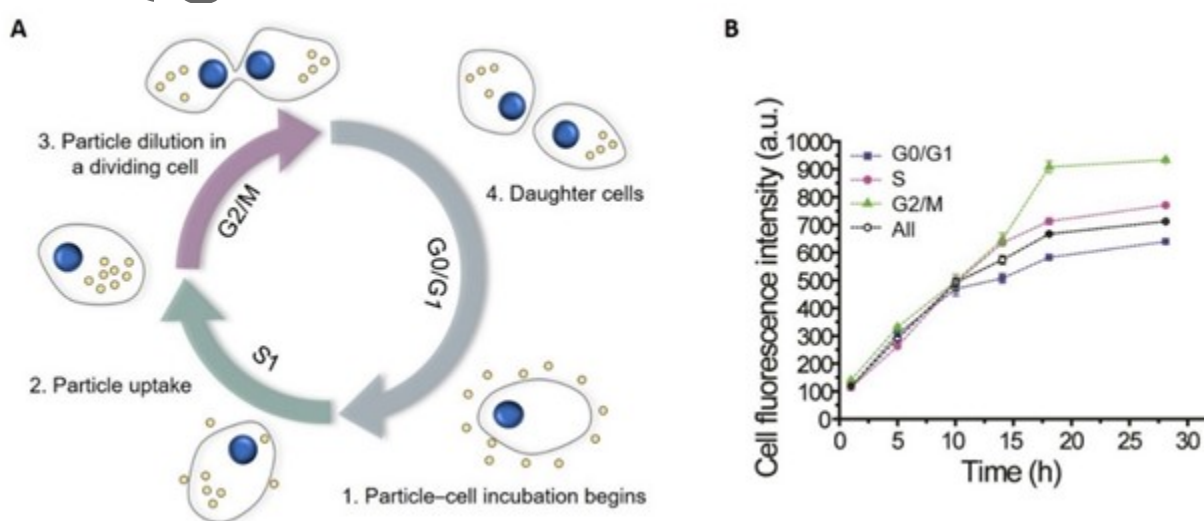 A
3. Particle dilution in
a dividing cell
G2/M
4. Daughter cells
G0/G1
S1
2. Particle uptake
1. Particle–cell incubation begins
B
Cell fluorescence intensity (a.u.)
1000
900
800
700
600
500
400
300
200
100
0
G0/G1
S
G2/M
All
0 5 10 15 20 25 30
Time (h)